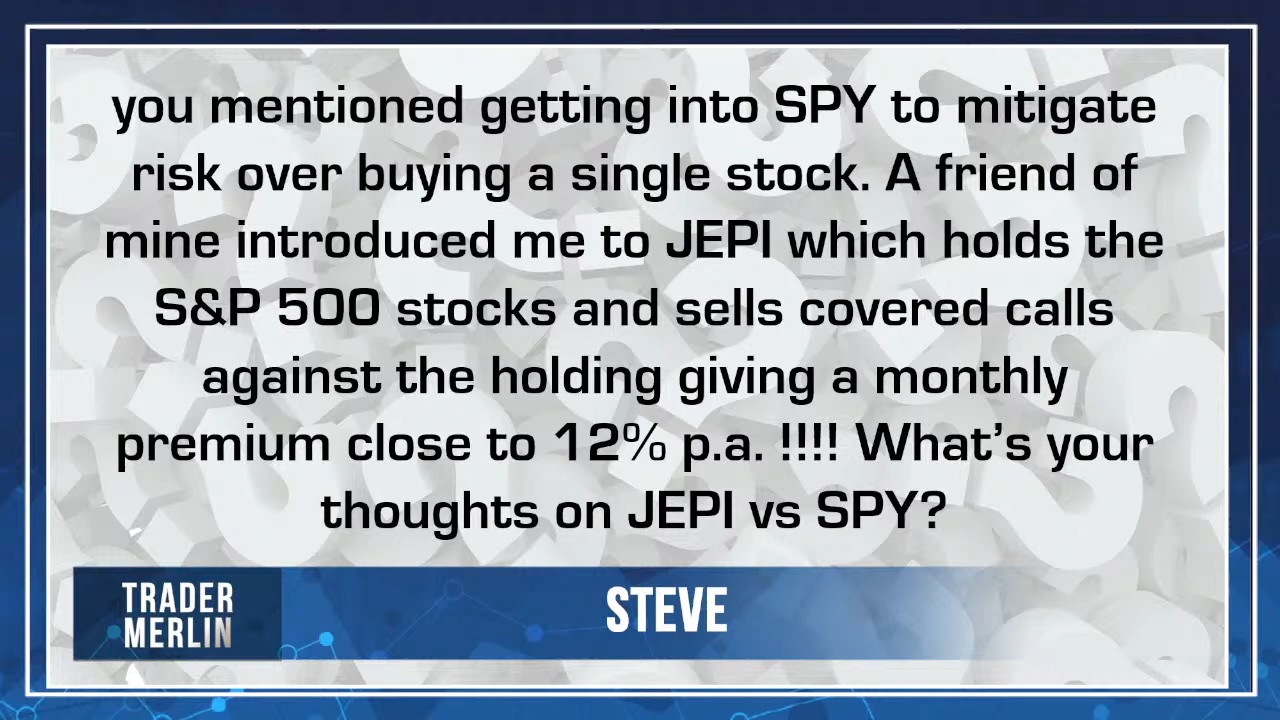 you mentioned getting into SPY to mitigate
risk over buying a single stock. A friend of
mine introduced me to JEPI which holds the
S&P 500 stocks and sells covered calls
against the holding giving a monthly
premium close to 12% p.a. !!!! What’s your
thoughts on JEPI vs SPY?
TRADER
MERLIN
STEVE